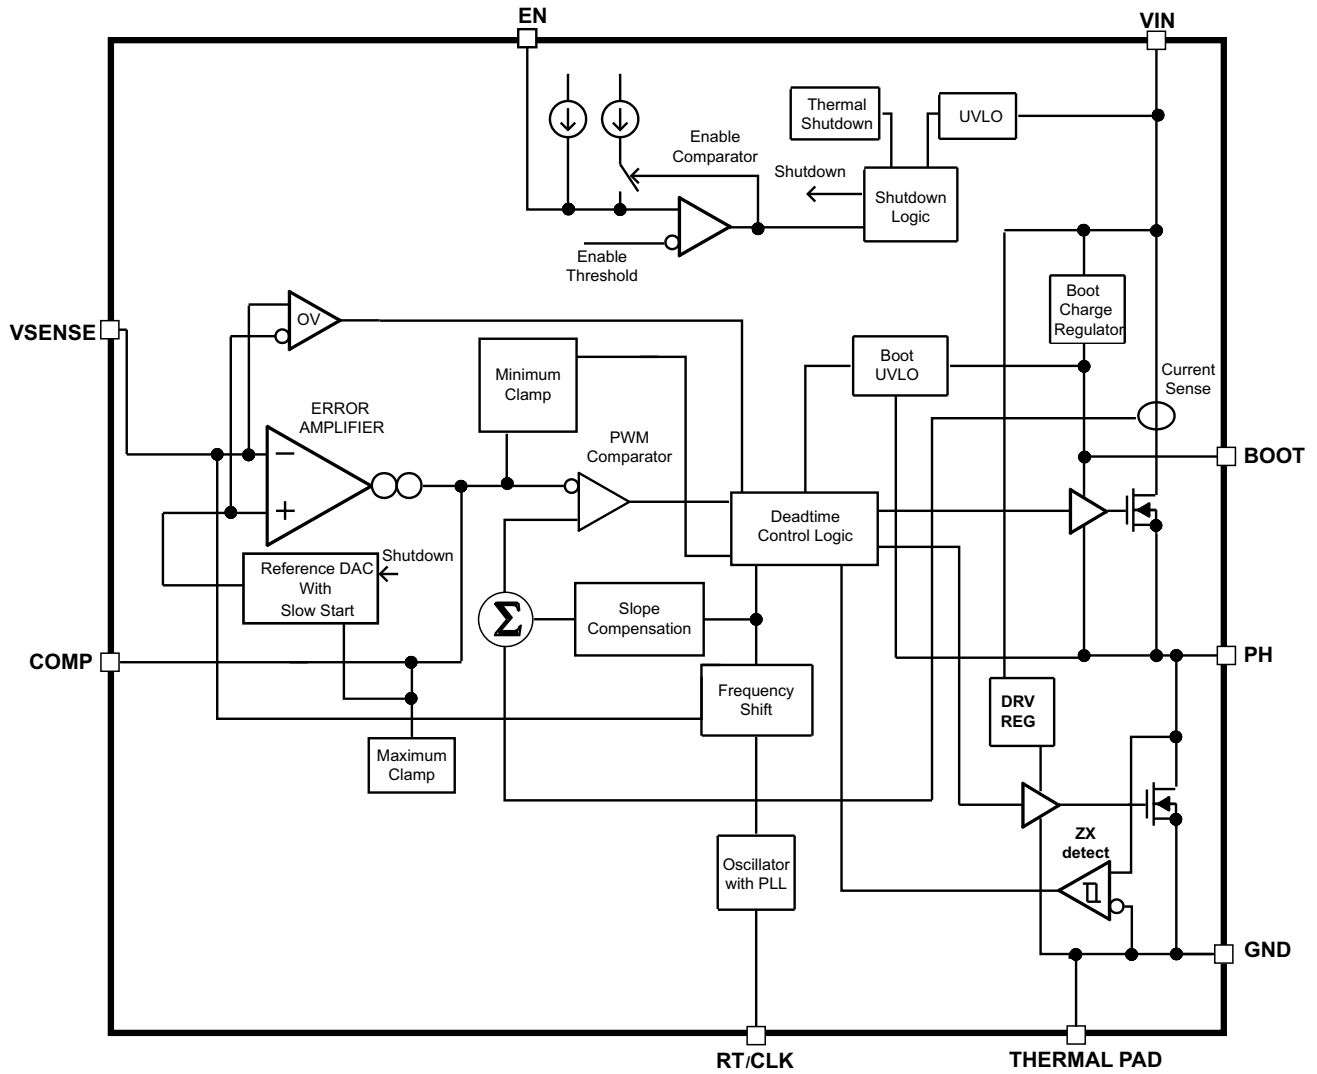 EN
VIN
Thermal
Shutdown
UVLO
Enable
Comparator
Shutdown
Shutdown
Logic
Enable
Threshold
Boot
Charge
Regulator
OV
VSENSE
Minimum
Clamp
Boot
UVLO
Current
Sense
ERROR
AMPLIFIER
−
+
PWM
Comparator
BOOT
Deadtime
Control Logic
Reference DAC
With
Slow Start
Shutdown
Σ
Slope
Compensation
COMP
PH
Frequency
Shift
DRV
REG
Maximum
Clamp
ZX
detect
Oscillator
with PLL
GND
RT/CLK
THERMAL PAD